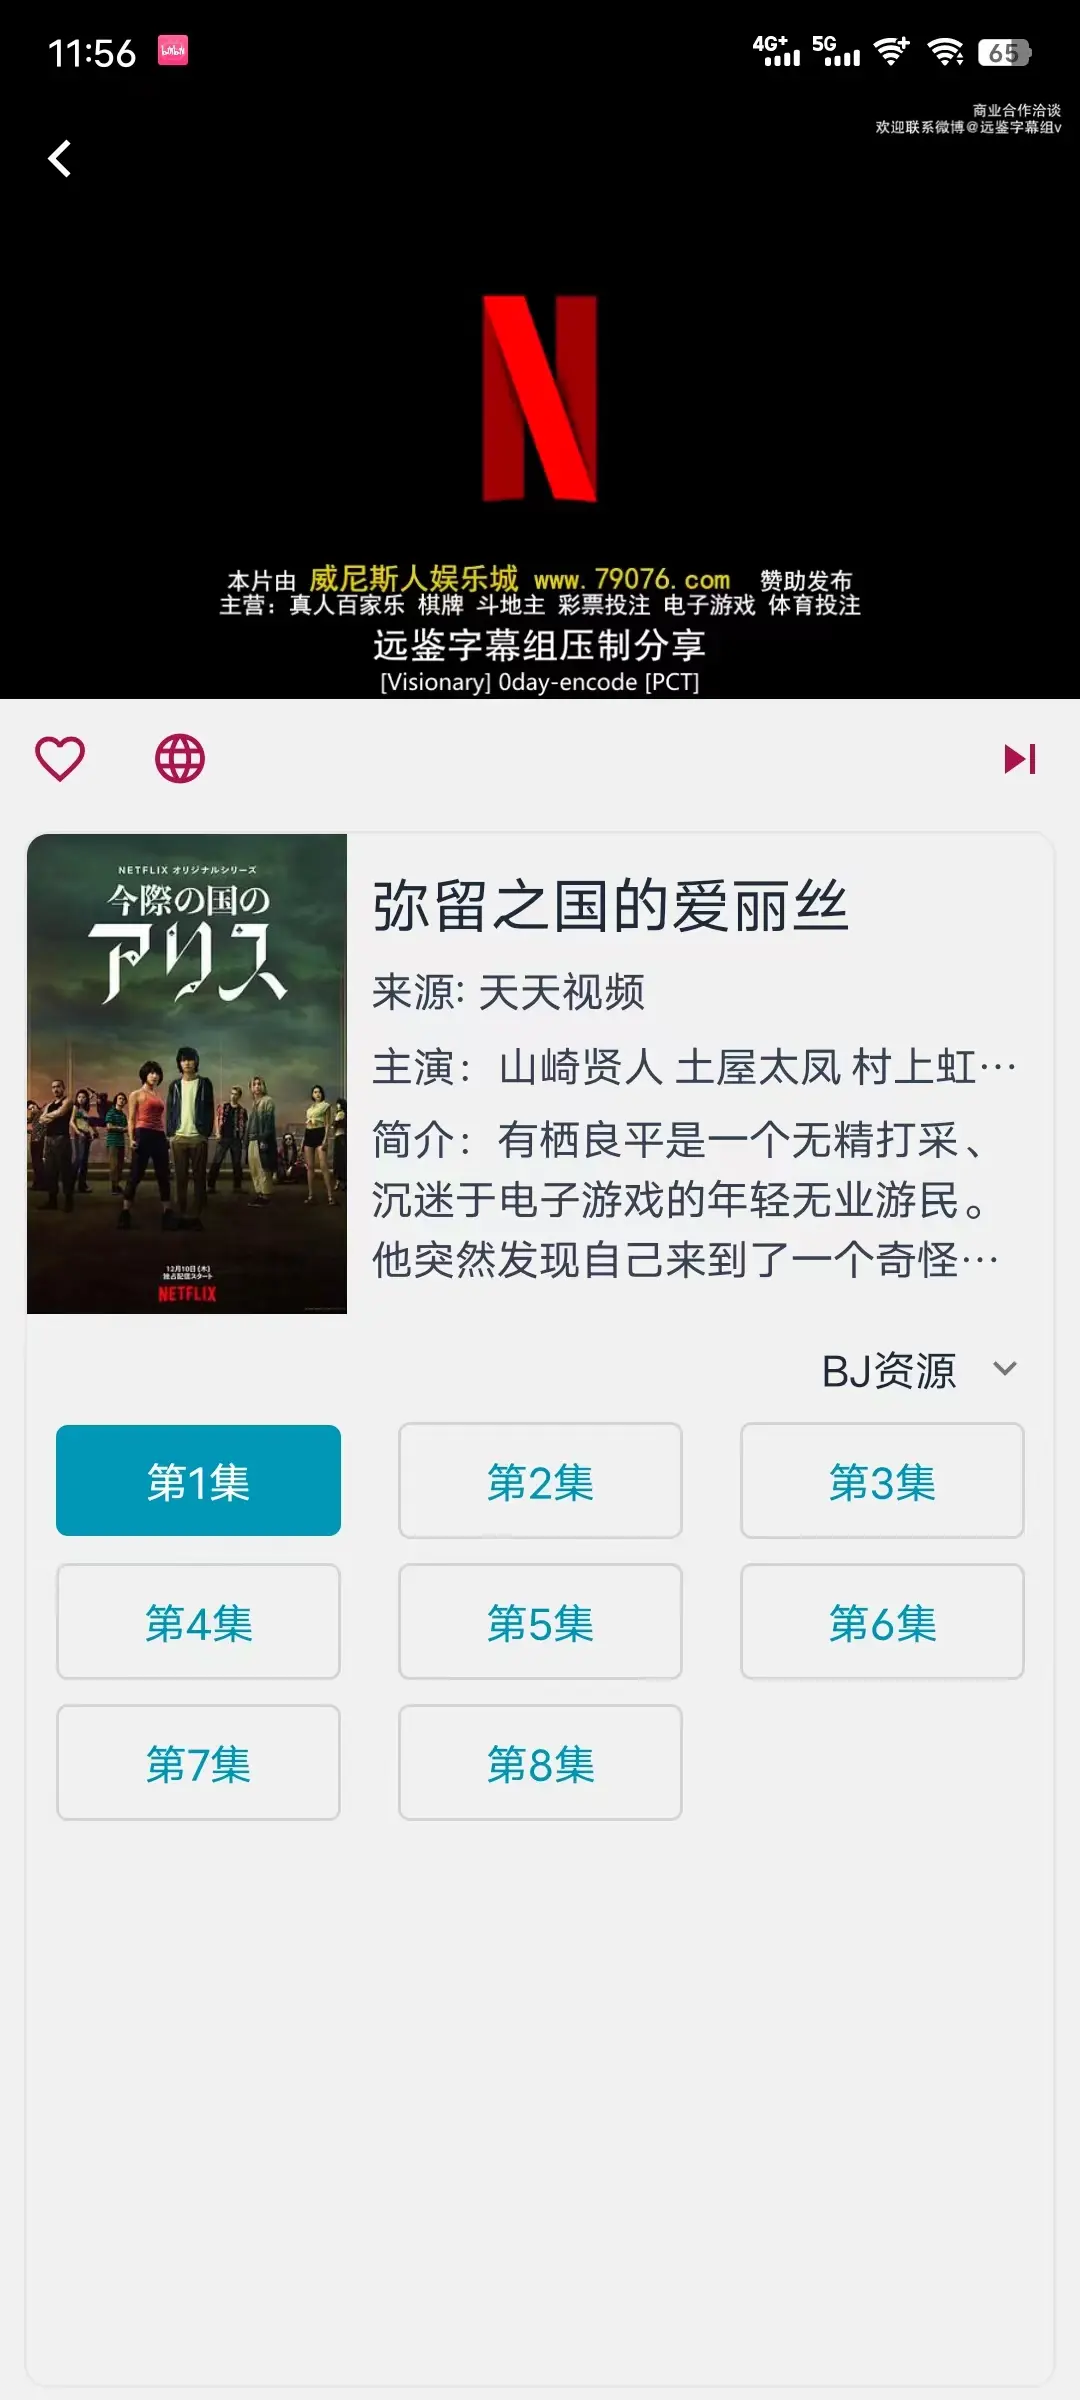 11:56
4G+ 5G 65
商业合作洽谈
欢迎联系微博@远鉴字幕组v
本片由 威尼斯人娱乐城 www.79076.com 赞助发布
主营：真人百家乐 棋牌 斗地主 彩票投注 电子游戏 体育投注
远鉴字幕组压制分享
[Visionary] 0day-encode [PCT]
NETFLIX オリジナルシリーズ
今際の国の
アリス
12月10日(木)
独占配信スタート
NETFLIX
弥留之国的爱丽丝
来源: 天天视频
主演：山崎贤人 土屋太凤 村上虹…
简介：有栖良平是一个无精打采、
沉迷于电子游戏的年轻无业游民。
他突然发现自己来到了一个奇怪…
BJ资源
第1集 第2集 第3集
第4集 第5集 第6集
第7集 第8集